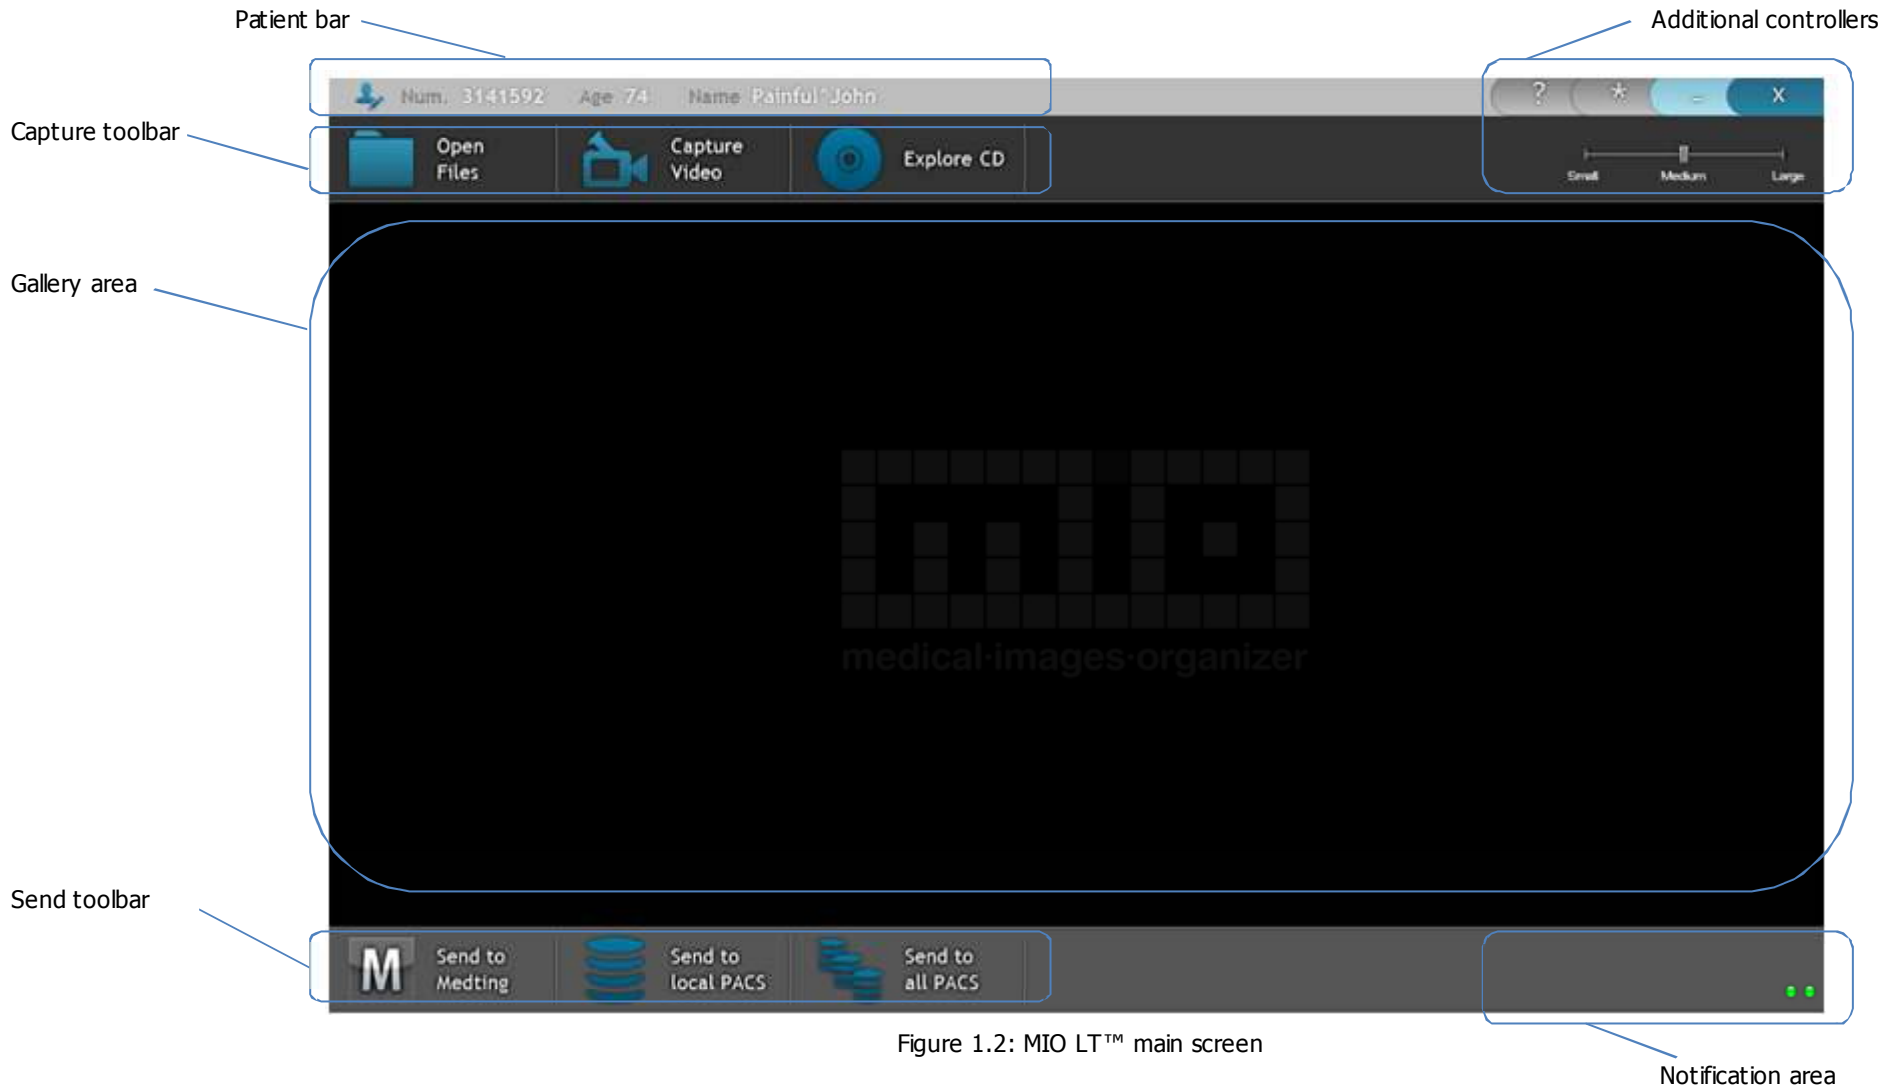 Patient bar
Additional controllers
Num. 3141592 Age 74 Name Painful^John
? * - X
Capture toolbar
Open
Files
Capture
Video
Explore CD
Small Medium Large
Gallery area
mio
medical·images·organizer
Send toolbar
M
Send to
Medting
Send to
local PACS
Send to
all PACS
Figure 1.2: MIO LT™ main screen
Notification area